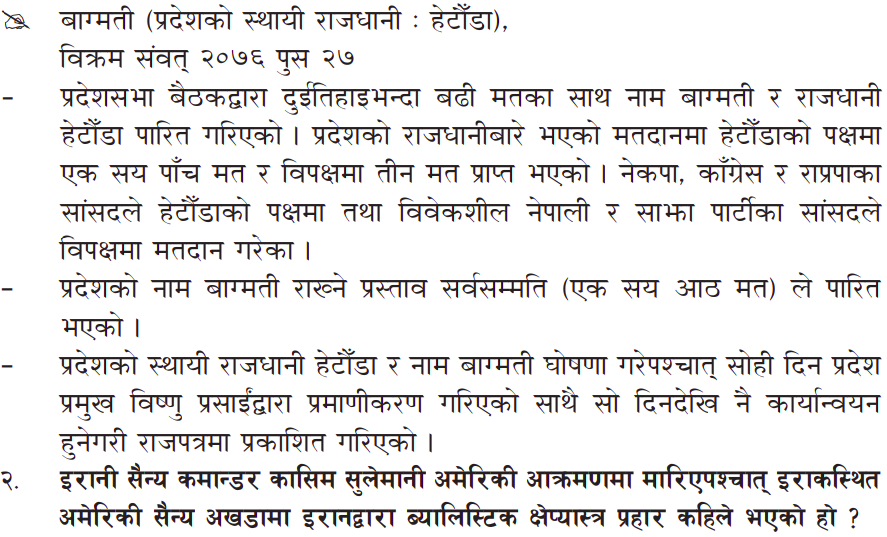 बाग्मती (प्रदेशको स्थायी राजधानी : हेटौँडा),
विक्रम संवत् २०७६ पुस २७
- प्रदेशसभा बैठकद्वारा दुईतिहाइभन्दा बढी मतका साथ नाम बाग्मती र राजधानी
हेटौँडा पारित गरिएको । प्रदेशको राजधानीबारे भएको मतदानमा हेटौँडाको पक्षमा
एक सय पाँच मत र विपक्षमा तीन मत प्राप्त भएको । नेकपा, काँग्रेस र राप्रपाका
सांसदले हेटौँडाको पक्षमा तथा विवेकशील नेपाली र साझा पार्टीका सांसदले
विपक्षमा मतदान गरेका ।
- प्रदेशको नाम बाग्मती राख्ने प्रस्ताव सर्वसम्मति (एक सय आठ मत) ले पारित
भएको ।
- प्रदेशको स्थायी राजधानी हेटौँडा र नाम बाग्मती घोषणा गरेपश्चात् सोही दिन प्रदेश
प्रमुख विष्णु प्रसाईंद्वारा प्रमाणीकरण गरिएको साथै सो दिनदेखि नै कार्यान्वयन
हुनेगरी राजपत्रमा प्रकाशित गरिएको ।
२. इरानी सैन्य कमान्डर कासिम सुलेमानी अमेरिकी आक्रमणमा मारिएपश्चात् इराकस्थित
अमेरिकी सैन्य अखडामा इरानद्वारा ब्यालिस्टिक क्षेप्यास्त्र प्रहार कहिले भएको हो ?